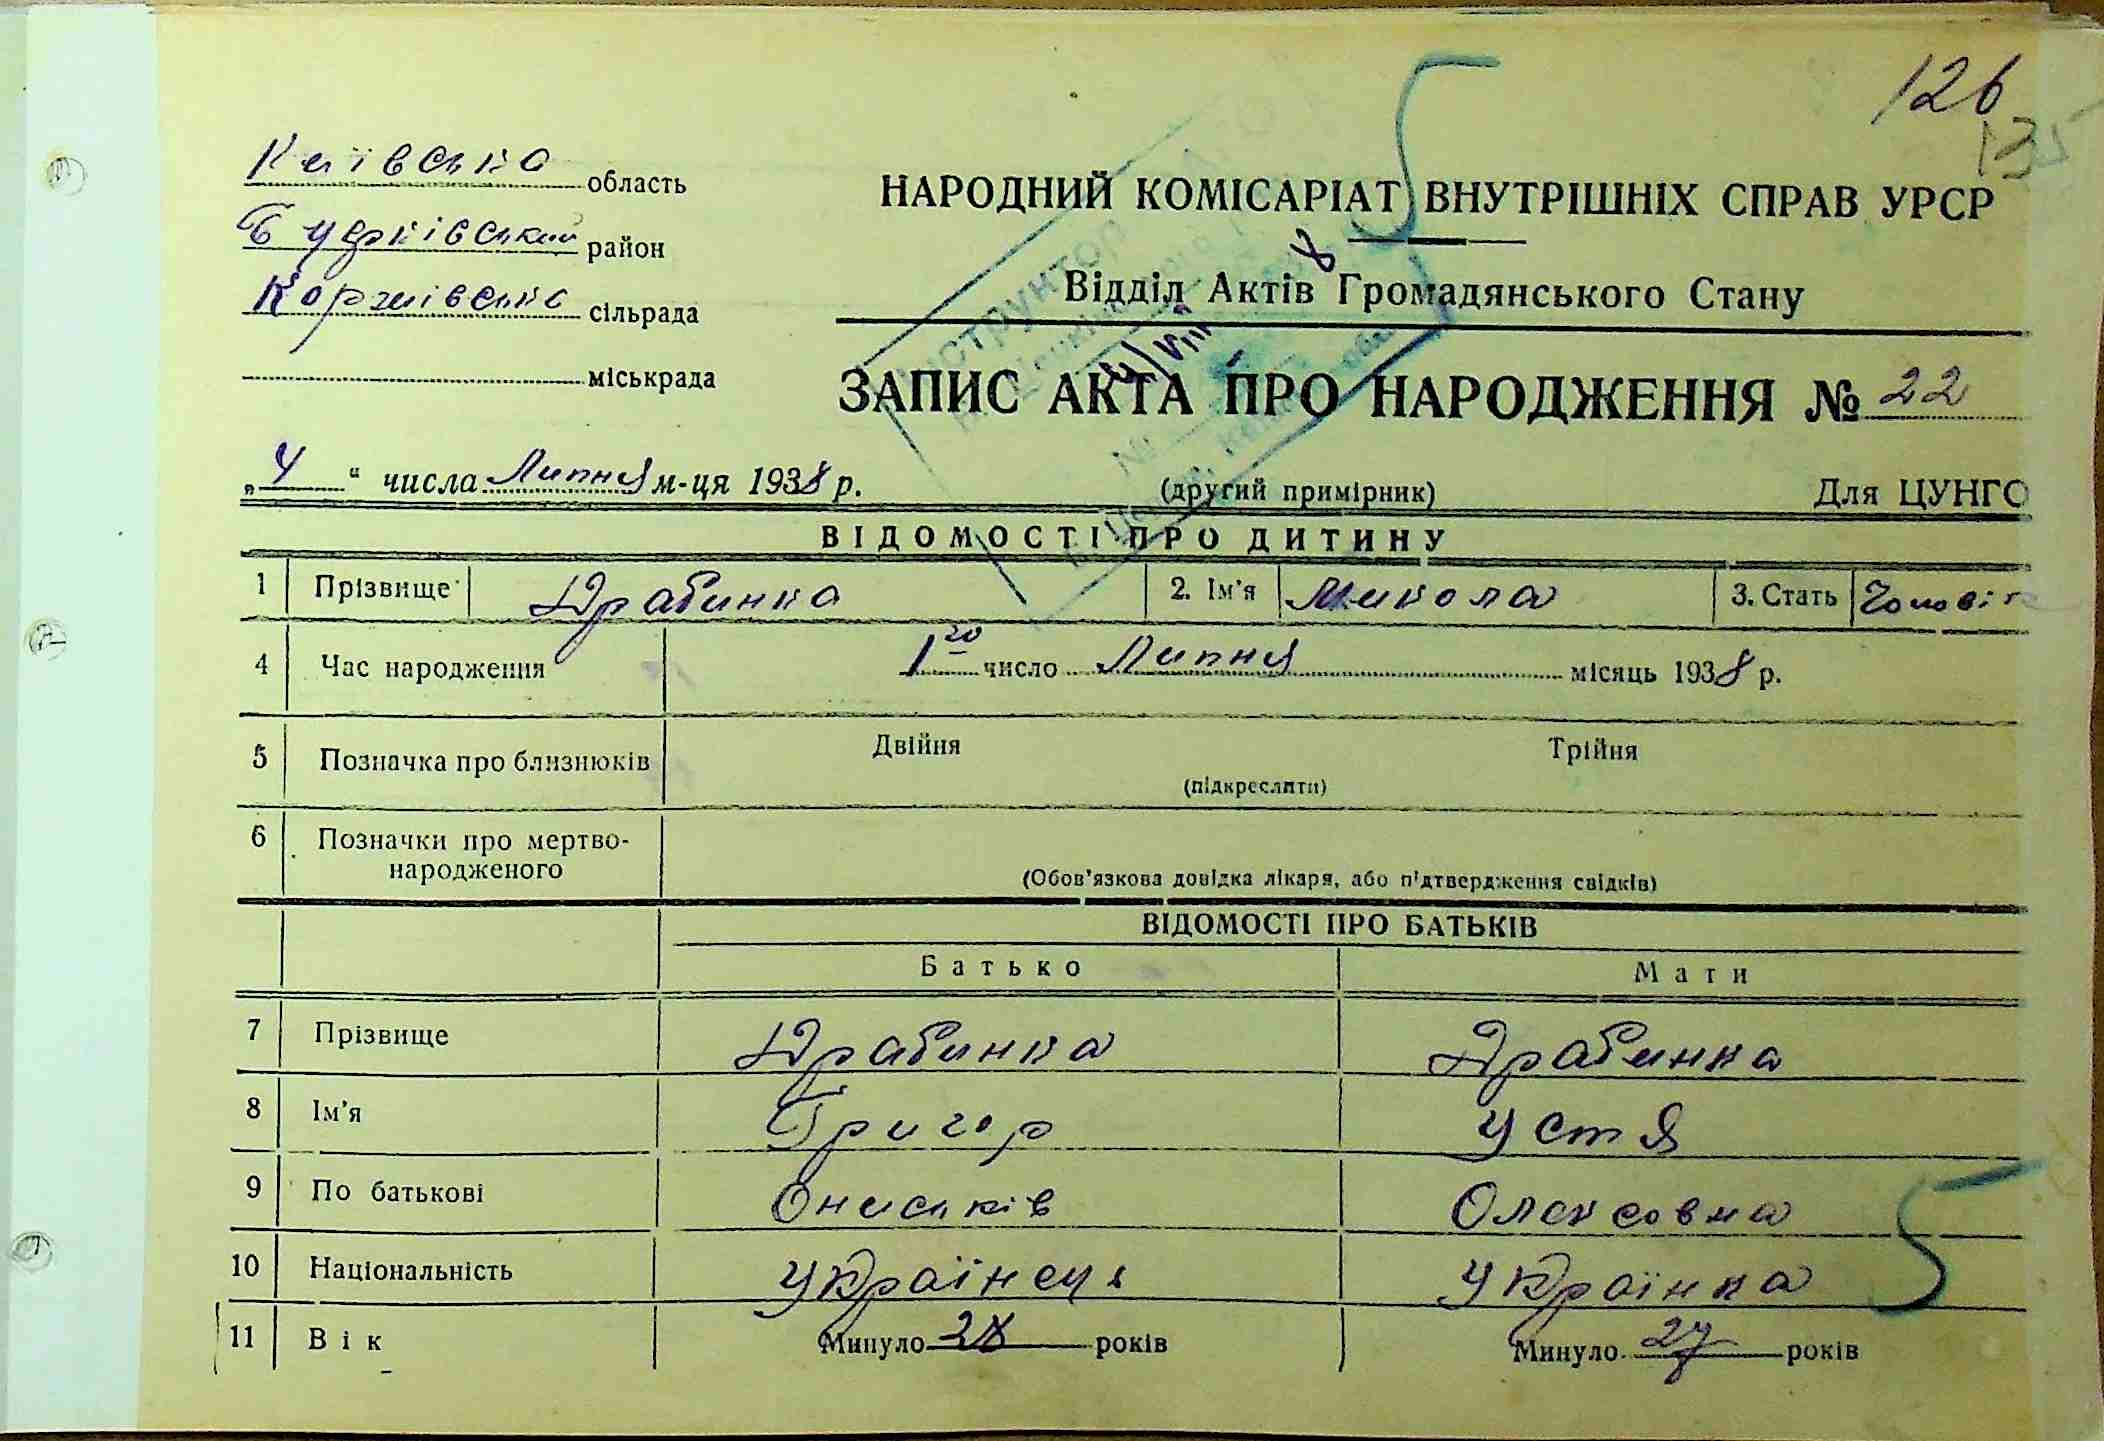 126
135
Київська область
НАРОДНИЙ КОМІСАРІАТ ВНУТРІШНІХ СПРАВ УРСР
район
Відділ Актів Громадянського Стану
сільрада
міськрада
ЗАПИС АКТА ПРО НАРОДЖЕННЯ № 22
„4“ числа Липня м-ця 1938 р.
(другий примірник)
Для ЦУНГО
ВІДОМОСТІ ПРО ДИТИНУ
1 Прізвище Драбинка 2. Ім'я Микола 3. Стать
4 Час народження 1го число Липня місяць 1938 р.
5 Позначка про близнюків Двійня Трійня
(підкреслити)
6 Позначки про мертво-
народженого
(Обов'язкова довідка лікаря, або підтвердження свідків)
ВІДОМОСТІ ПРО БАТЬКІВ
Батько Мати
7 Прізвище Драбинка Драбинка
8 Ім'я Григор Устя
9 По батькові Ониськів Олексовна
10 Національність Українець Українка
11 Вік Минуло 28 років Минуло 27 років